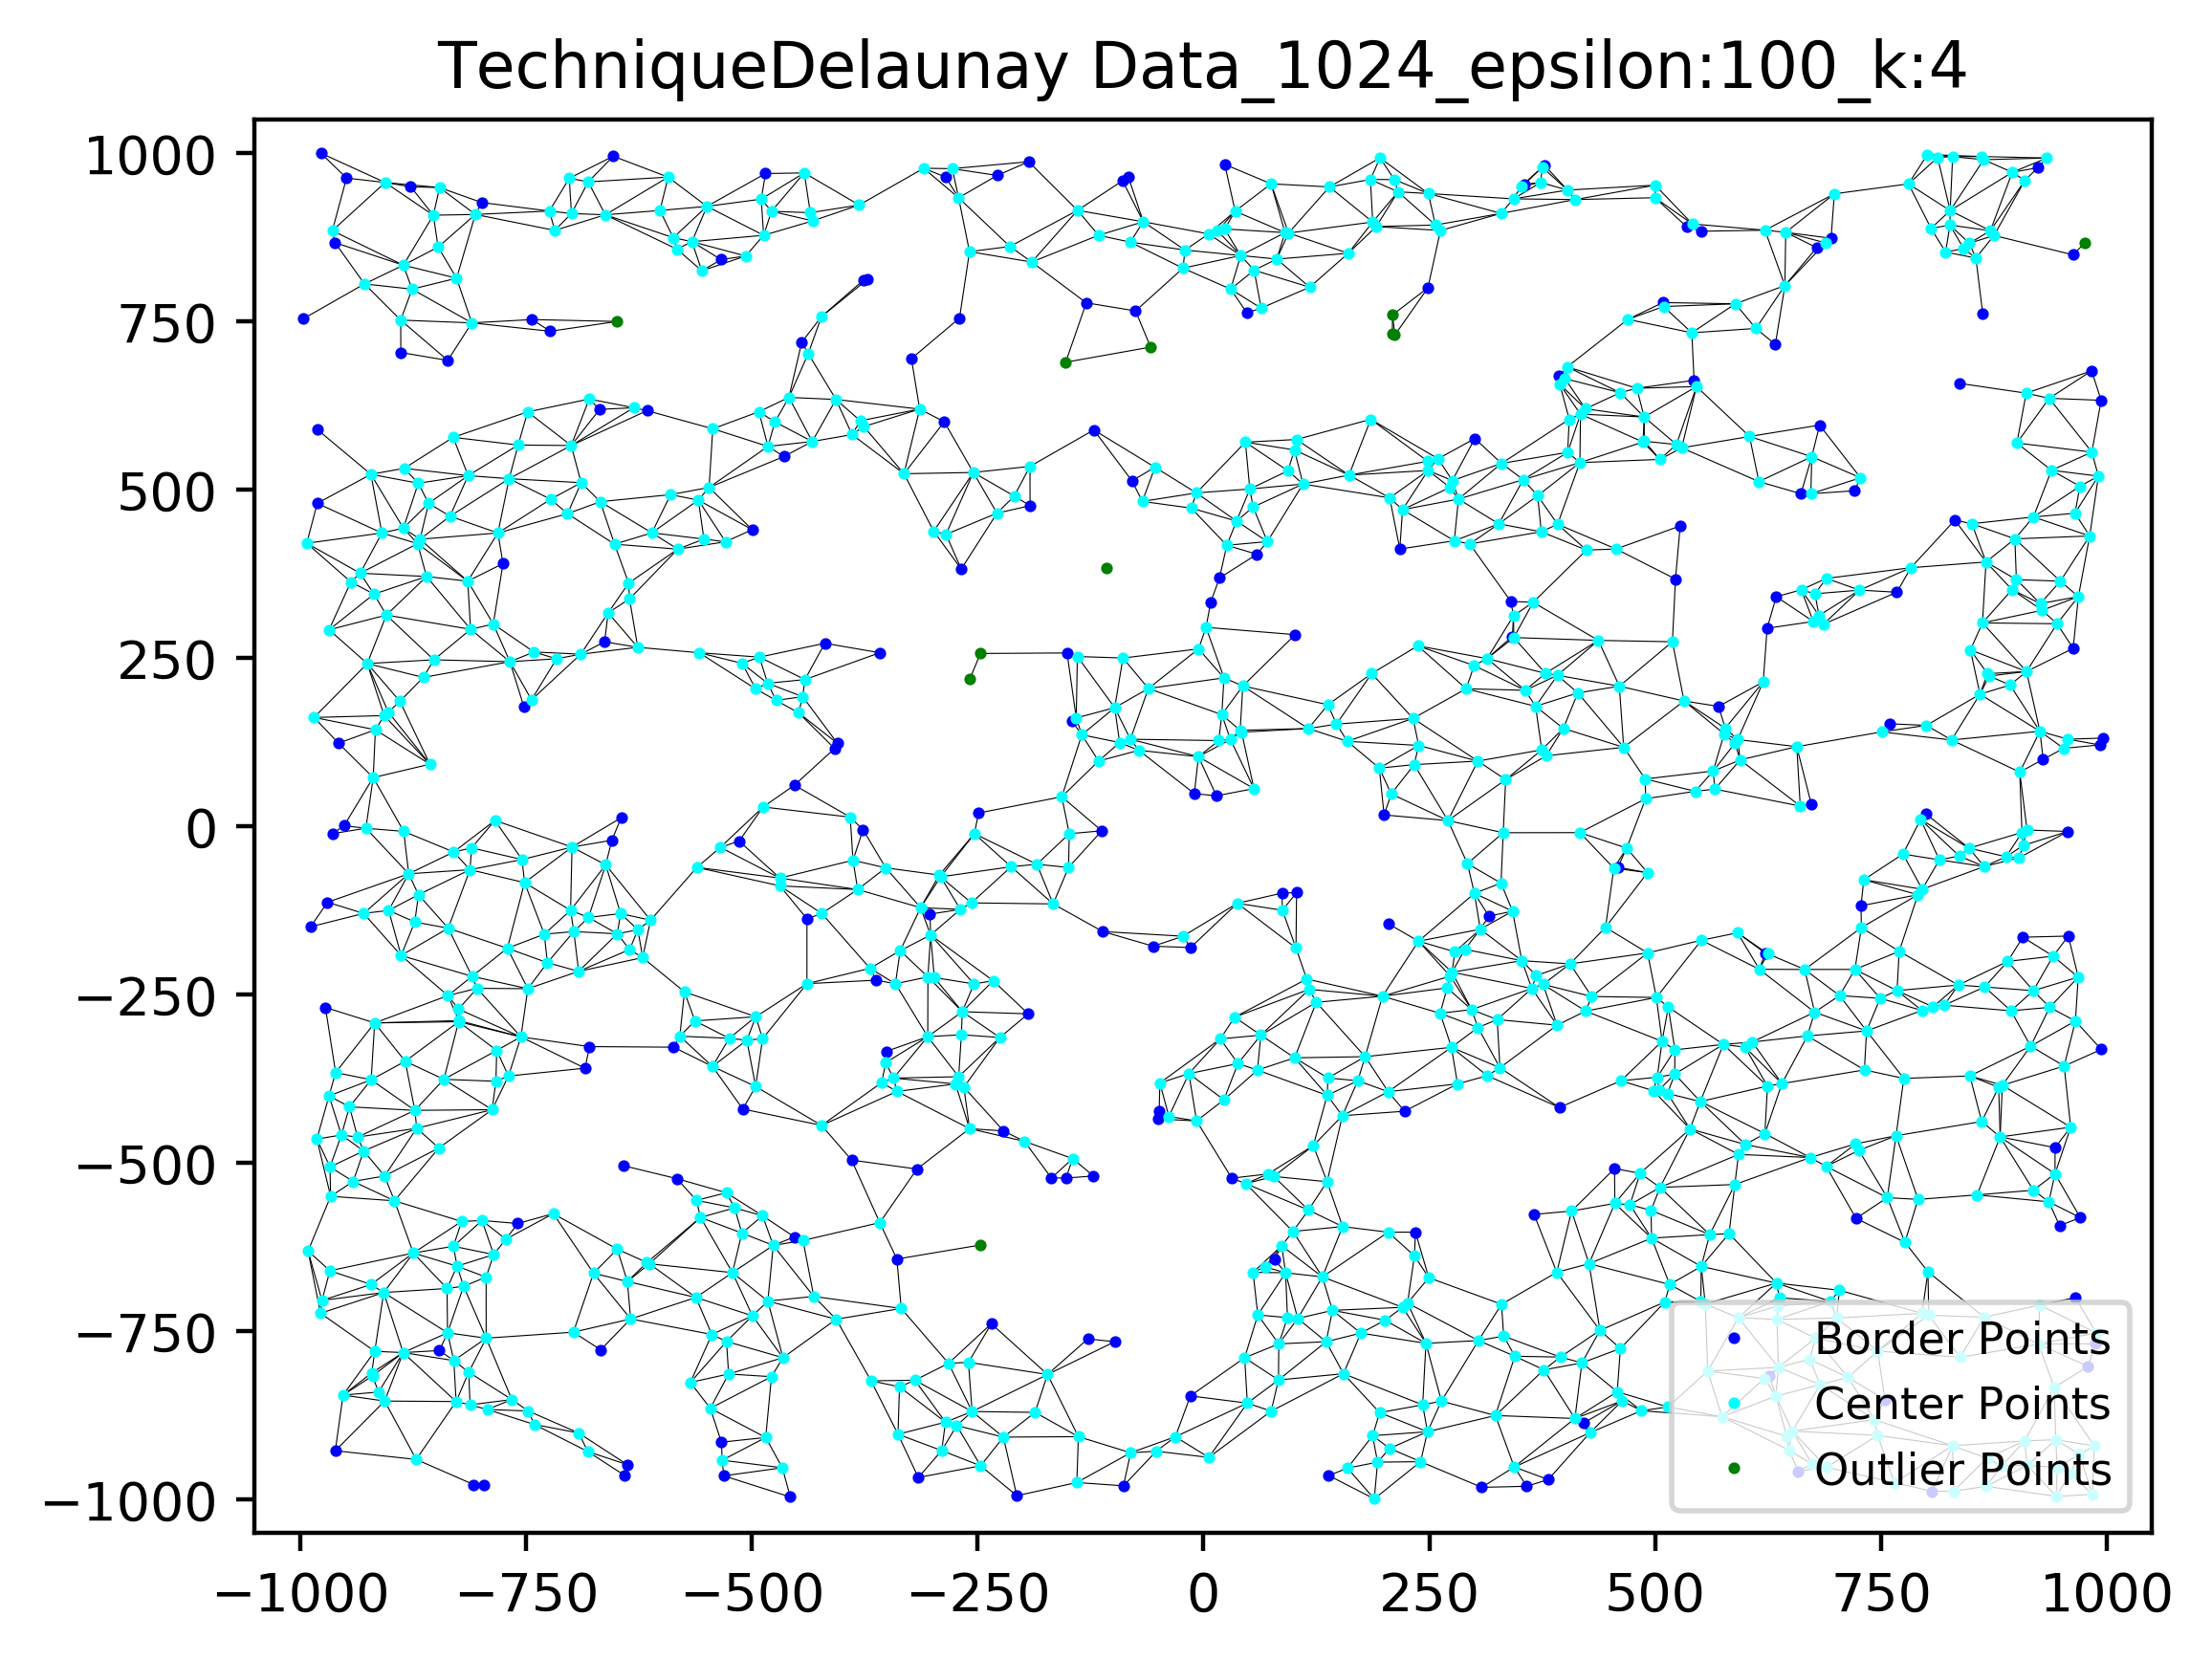 TechniqueDelaunay Data_1024_epsilon:100_k:4
1000
750
500
250
0
−250
−500
−750
−1000
−1000 −750 −500 −250 0 250 500 750 1000
Border Points
Center Points
Outlier Points